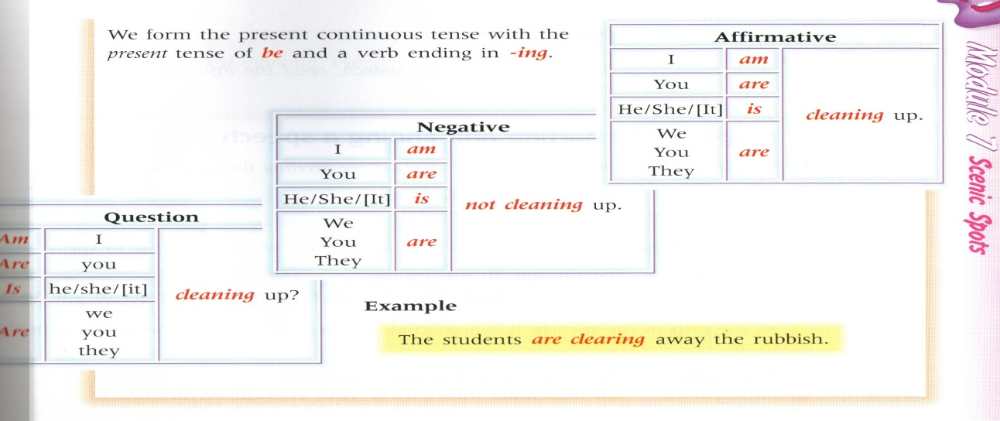 We form the present continuous tense with the
present tense of be and a verb ending in -ing.
Affirmative
I am
You are
He/She/[It] is
We
You
They
are
cleaning up.
Negative
I am
You are
He/She/[It] is
We
You
They
are
not cleaning up.
Question
Am I
Are you
Is he/she/[it]
Are
we
you
they
cleaning up?
Example
The students are clearing away the rubbish.
Module 7 Scenic Spots